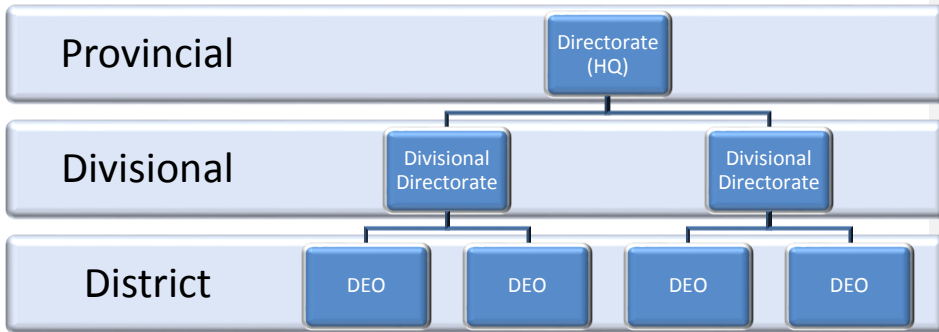 Provincial
Directorate
(HQ)
Divisional
Divisional
Directorate
Divisional
Directorate
District
DEO
DEO
DEO
DEO